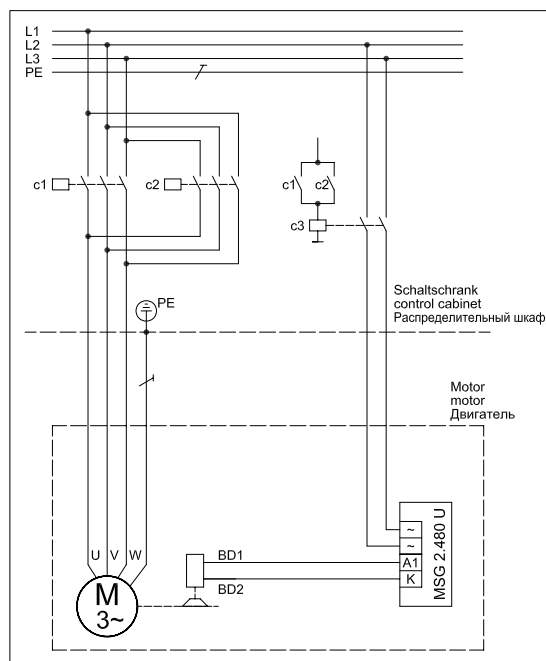 L1
L2
L3
PE
c1
c2
c1
c2
c3
PE
Schaltschrank
control cabinet
Распределительный шкаф
Motor
motor
Двигатель
U V W
M
3~
BD1
BD2
~
~
A1
K
MSG 2.480 U